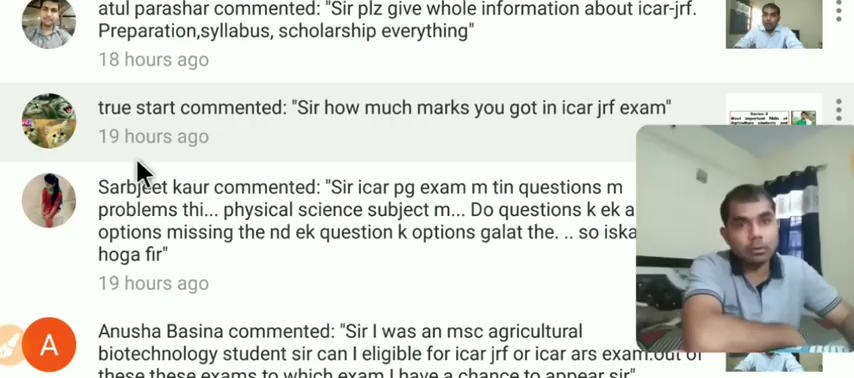 atul parashar commented: "Sir plz give whole information about icar-jrf.
Preparation,syllabus, scholarship everything"
18 hours ago
true start commented: "Sir how much marks you got in icar jrf exam"
19 hours ago
Sarbjeet kaur commented: "Sir icar pg exam m tin questions m
problems thi... physical science subject m... Do questions k ek a
options missing the nd ek question k options galat the. .. so iska
hoga fir"
19 hours ago
A
Anusha Basina commented: "Sir I was an msc agricultural
biotechnology student sir can I eligible for icar jrf or icar ars exam.out of
these these exams to which exam I have a chance to appear sir"